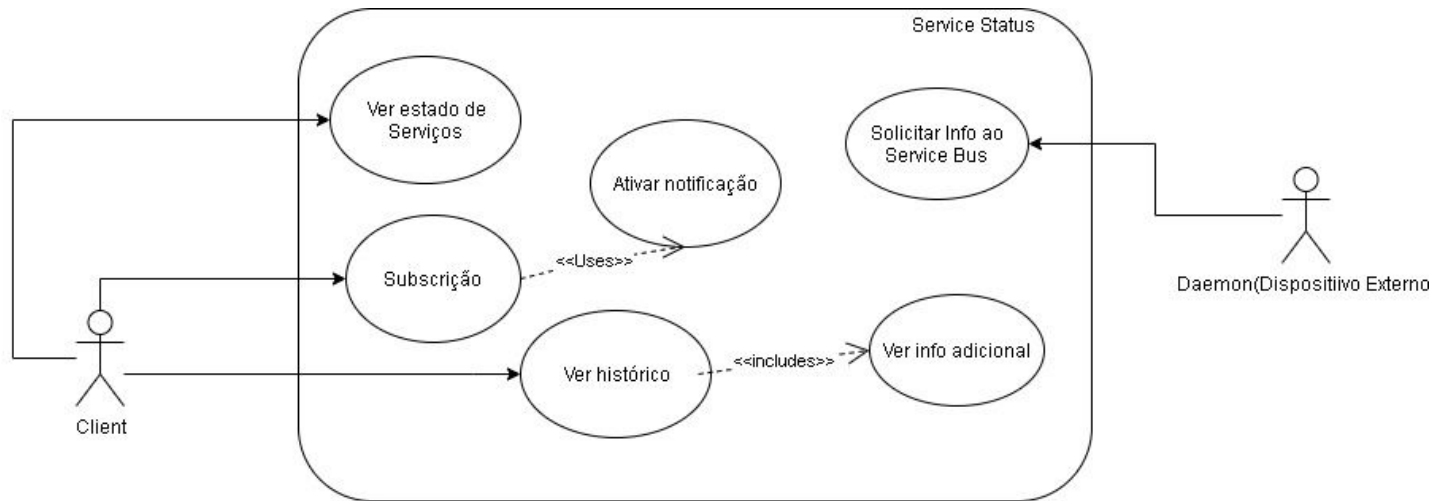 Service Status
Ver estado de
Serviços
Solicitar Info ao
Service Bus
Ativar notificação
<<Uses>>
Subscrição
Daemon(Dispositiivo Externo
Ver histórico
<<includes>>
Ver info adicional
Client